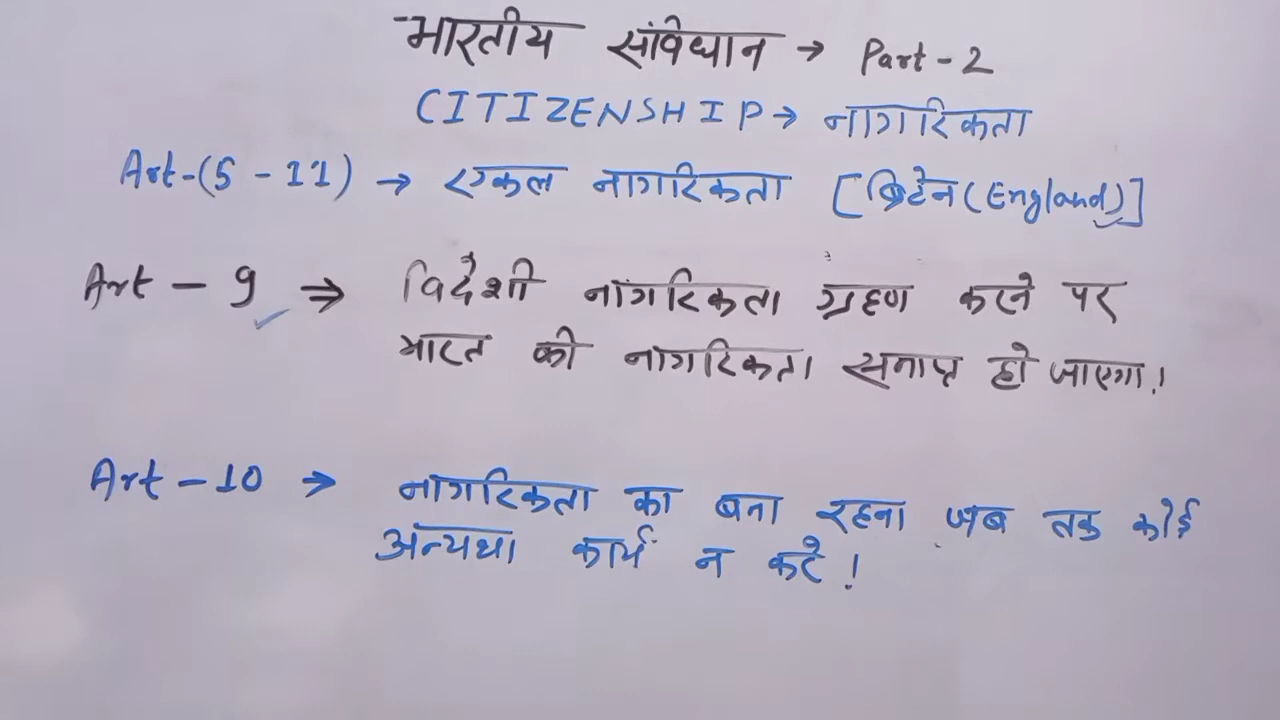 भारतीय संविधान → Part-2
CITIZENSHIP → नागरिकता
Art-(5-11) → एकल नागरिकता [ब्रिटेन (England)]
Art-9 ⇒ विदेशी नागरिकता ग्रहण करने पर
भारत की नागरिकता समाप्त हो जाएगा!
Art-10 → नागरिकता का बना रहना जब तक कोई
अन्यथा कार्य न करे!